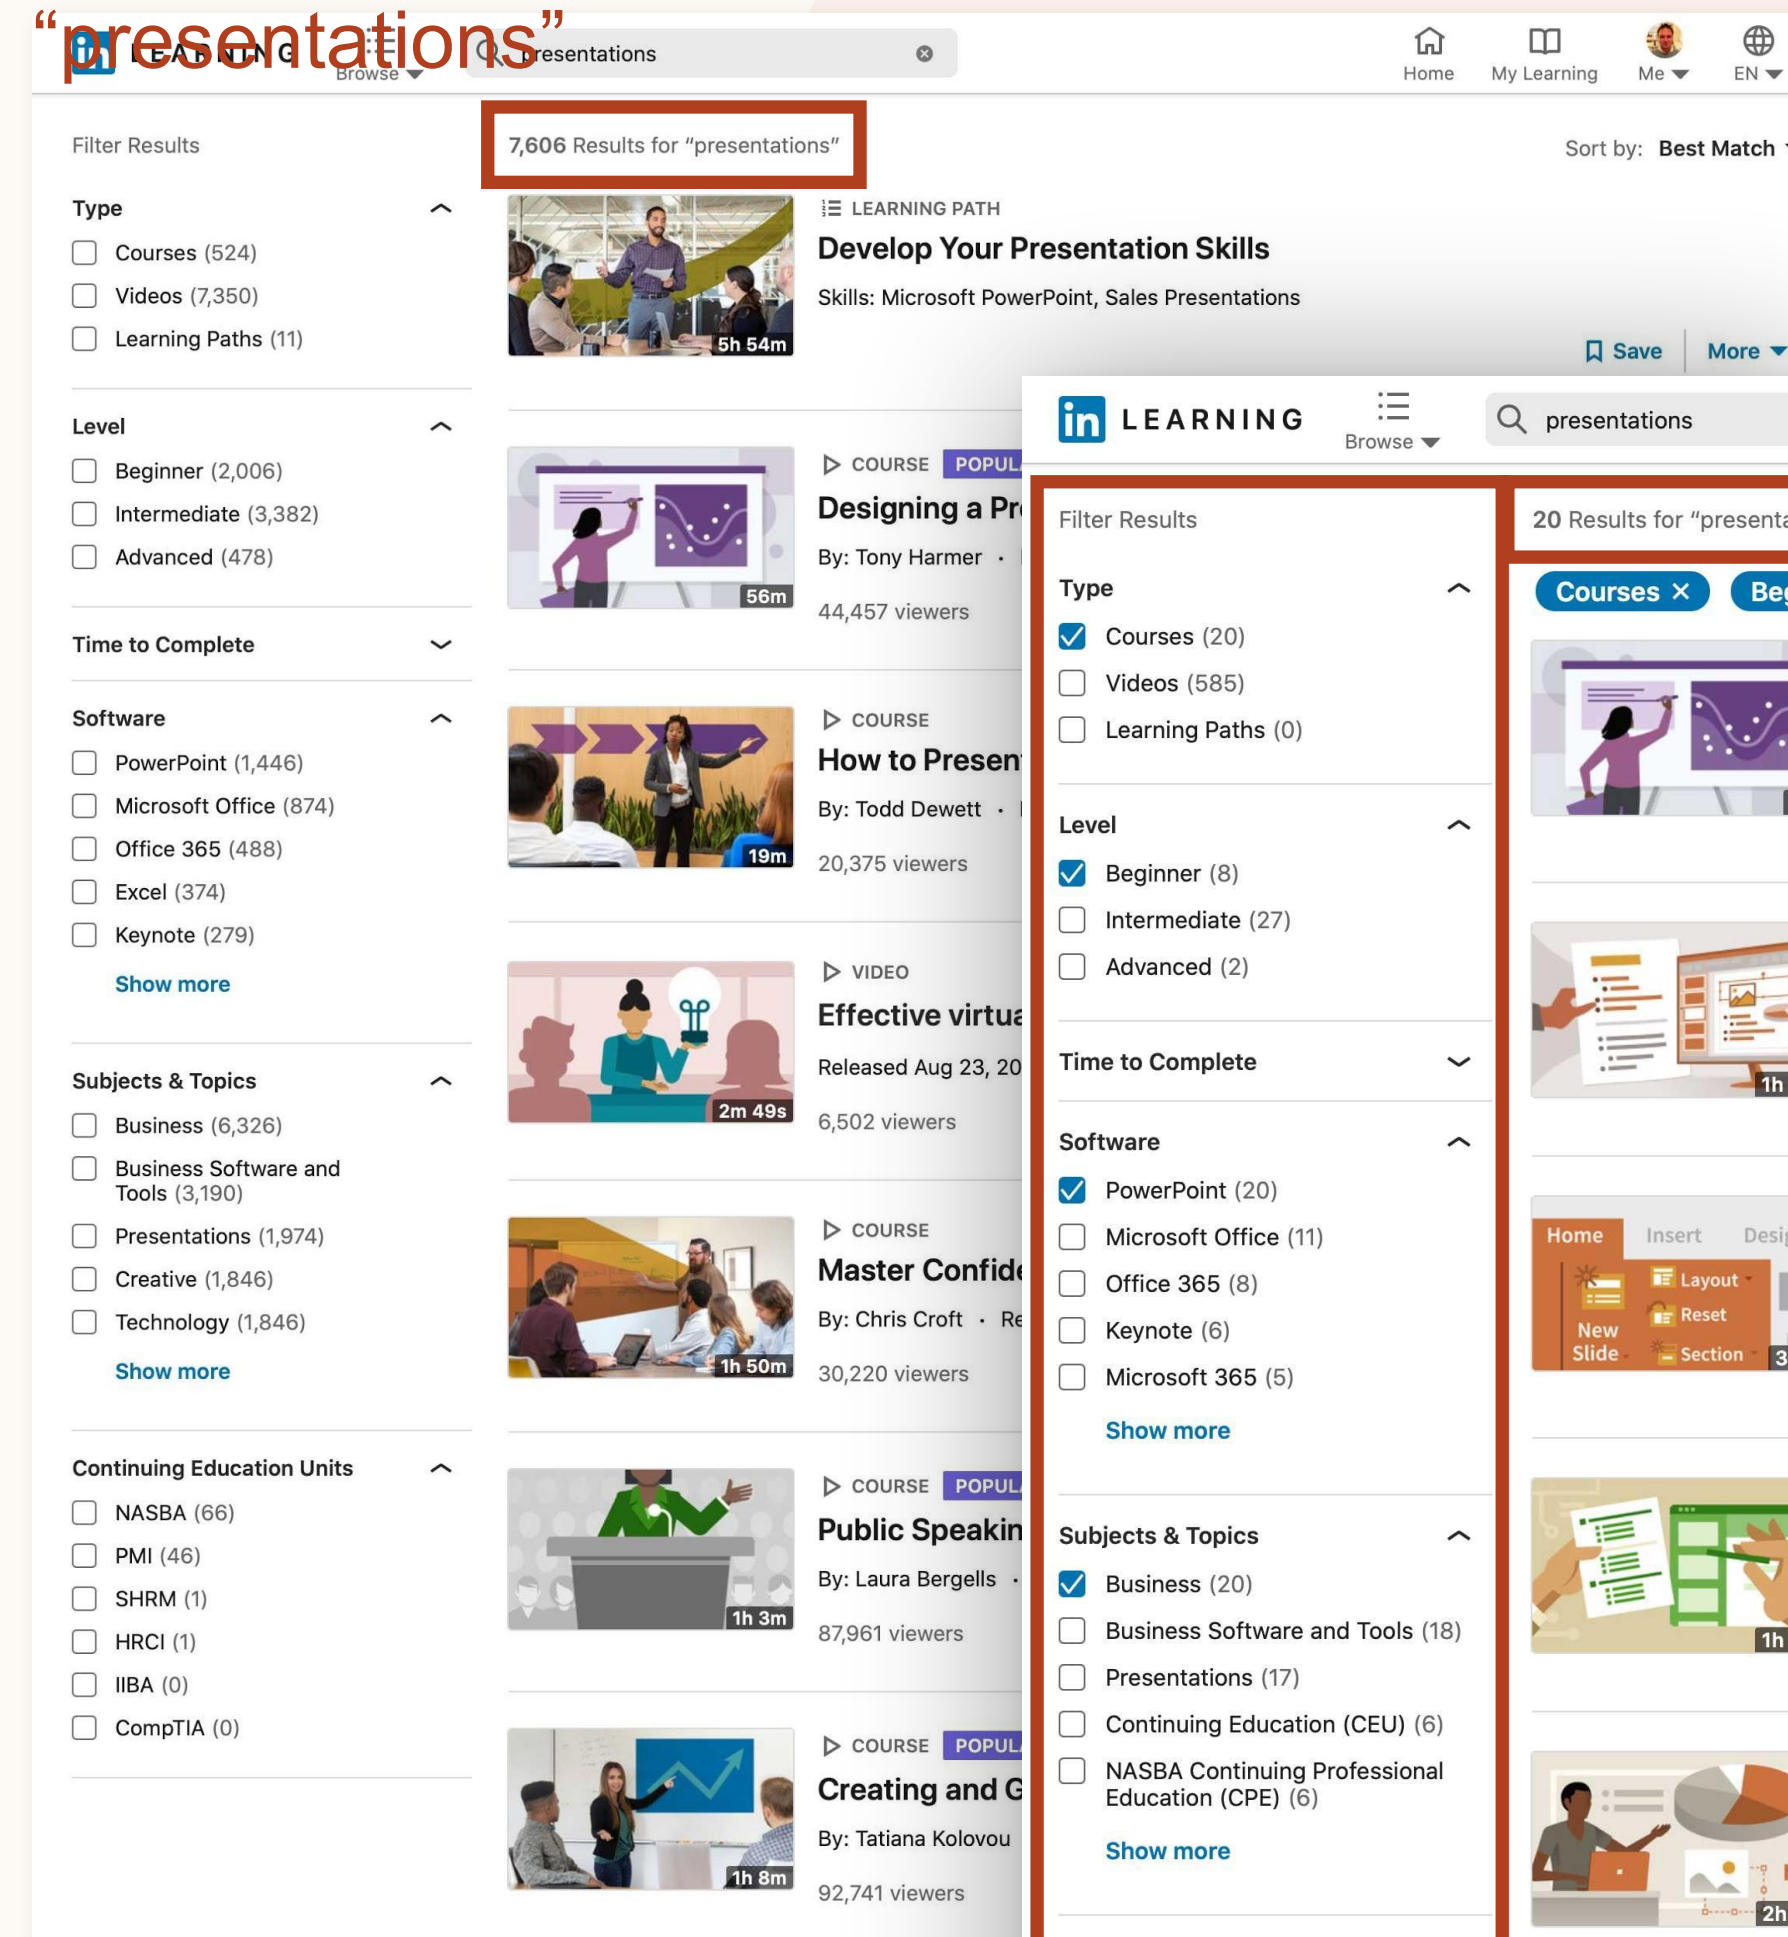 “presentations”
LEARNING
Browse
presentations
Home
My Learning
Me
EN
Filter Results
Type
Courses (524)
Videos (7,350)
Learning Paths (11)
Level
Beginner (2,006)
Intermediate (3,382)
Advanced (478)
Time to Complete
Software
PowerPoint (1,446)
Microsoft Office (874)
Office 365 (488)
Excel (374)
Keynote (279)
Show more
Subjects & Topics
Business (6,326)
Business Software and
Tools (3,190)
Presentations (1,974)
Creative (1,846)
Technology (1,846)
Show more
Continuing Education Units
NASBA (66)
PMI (46)
SHRM (1)
HRCI (1)
IIBA (0)
CompTIA (0)
7,606 Results for “presentations”
Sort by: Best Match
5h 54m
LEARNING PATH
Develop Your Presentation Skills
Skills: Microsoft PowerPoint, Sales Presentations
Save
More
56m
COURSE POPUL
Designing a Pr
By: Tony Harmer ·
44,457 viewers
19m
COURSE
How to Presen
By: Todd Dewett ·
20,375 viewers
2m 49s
VIDEO
Effective virtua
Released Aug 23, 20
6,502 viewers
1h 50m
COURSE
Master Confide
By: Chris Croft · Re
30,220 viewers
1h 3m
COURSE POPUL
Public Speakin
By: Laura Bergells ·
87,961 viewers
1h 8m
COURSE POPUL
Creating and G
By: Tatiana Kolovou
92,741 viewers
in LEARNING
Browse
presentations
Filter Results
Type
Courses (20)
Videos (585)
Learning Paths (0)
Level
Beginner (8)
Intermediate (27)
Advanced (2)
Time to Complete
Software
PowerPoint (20)
Microsoft Office (11)
Office 365 (8)
Keynote (6)
Microsoft 365 (5)
Show more
Subjects & Topics
Business (20)
Business Software and Tools (18)
Presentations (17)
Continuing Education (CEU) (6)
NASBA Continuing Professional
Education (CPE) (6)
Show more
20 Results for “presenta
Courses × Beg
1h
Home Insert Desig
Layout
Reset
New
Slide
Section
3
1h
2h